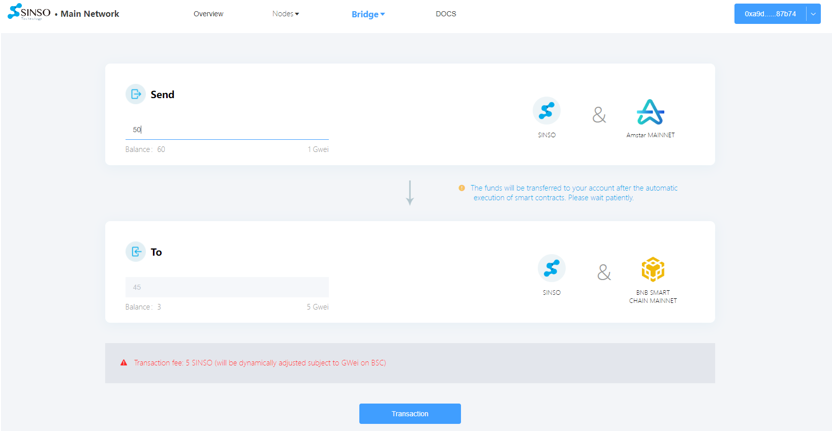 SINSO • Main Network
Overview
Nodes
Bridge
DOCS
0xa9d......87b74
Send
50
Balance: 60
1 Gwei
SINSO
&
Amstar MAINNET
The funds will be transferred to your account after the automatic
execution of smart contracts. Please wait patiently
To
45
Balance: 3
5 Gwei
SINSO
&
BNB SMART
CHAIN MAINNET
Transaction fee: 5 SINSO (will be dynamically adjusted subject to GWei on BSC)
Transaction